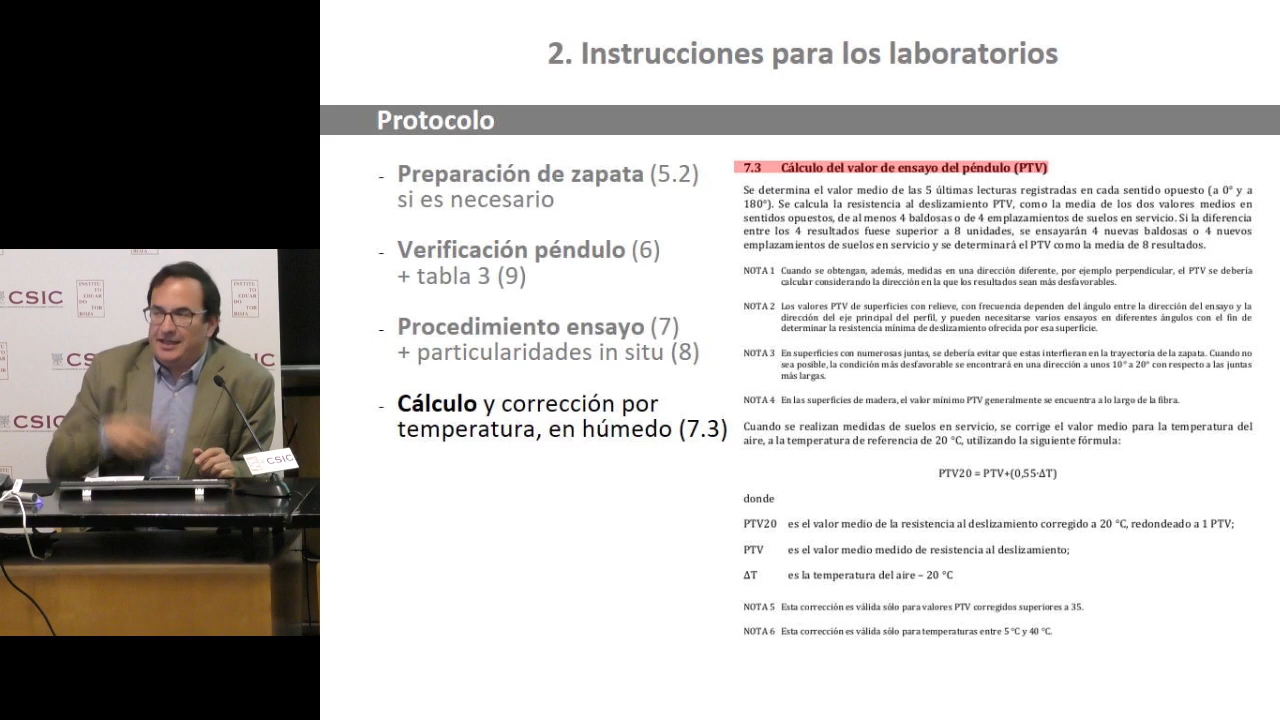 2. Instrucciones para los laboratorios
Protocolo
- Preparación de zapata (5.2)
si es necesario
- Verificación péndulo (6)
+ tabla 3 (9)
- Procedimiento ensayo (7)
+ particularidades in situ (8)
- Cálculo y corrección por
temperatura, en húmedo (7.3)
7.3 Cálculo del valor de ensayo del péndulo (PTV)
Se determina el valor medio de las 5 últimas lecturas registradas en cada sentido opuesto (a 0° y a
180°). Se calcula la resistencia al deslizamiento PTV, como la media de los dos valores medios en
sentidos opuestos, de al menos 4 baldosas o de 4 emplazamientos de suelos en servicio. Si la diferencia
entre los 4 resultados fuese superior a 8 unidades, se ensayarán 4 nuevas baldosas o 4 nuevos
emplazamientos de suelos en servicio y se determinará el PTV como la media de 8 resultados.
NOTA 1 Cuando se obtengan, además, medidas en una dirección diferente, por ejemplo perpendicular, el PTV se debería
calcular considerando la dirección en la que los resultados sean más desfavorables.
NOTA 2 Los valores PTV de superficies con relieve, con frecuencia dependen del ángulo entre la dirección del ensayo y la
dirección del eje principal del perfil, y pueden necesitarse varios ensayos en diferentes ángulos con el fin de
determinar la resistencia mínima de deslizamiento ofrecida por esa superficie.
NOTA 3 En superficies con numerosas juntas, se debería evitar que estas interfieran en la trayectoria de la zapata. Cuando no
sea posible, la condición más desfavorable se encontrará en una dirección a unos 10° a 20° con respecto a las juntas
más largas.
NOTA 4 En las superficies de madera, el valor mínimo PTV generalmente se encuentra a lo largo de la fibra.
Cuando se realizan medidas de suelos en servicio, se corrige el valor medio para la temperatura del
aire, a la temperatura de referencia de 20 °C, utilizando la siguiente fórmula:
PTV20 = PTV+(0,55·ΔT)
donde
PTV20 es el valor medio de la resistencia al deslizamiento corregido a 20 °C, redondeado a 1 PTV;
PTV es el valor medio medido de resistencia al deslizamiento;
ΔT es la temperatura del aire – 20 °C
NOTA 5 Esta corrección es válida sólo para valores PTV corregidos superiores a 35.
NOTA 6 Esta corrección es válida sólo para temperaturas entre 5 °C y 40 °C.
CSIC
INSTITU
TO
EDUAR
DO
TOR
ROJA
INSTITU
TO
EDUAR
DO
TOR
ROJA
CSIC
CSIC
CSIC